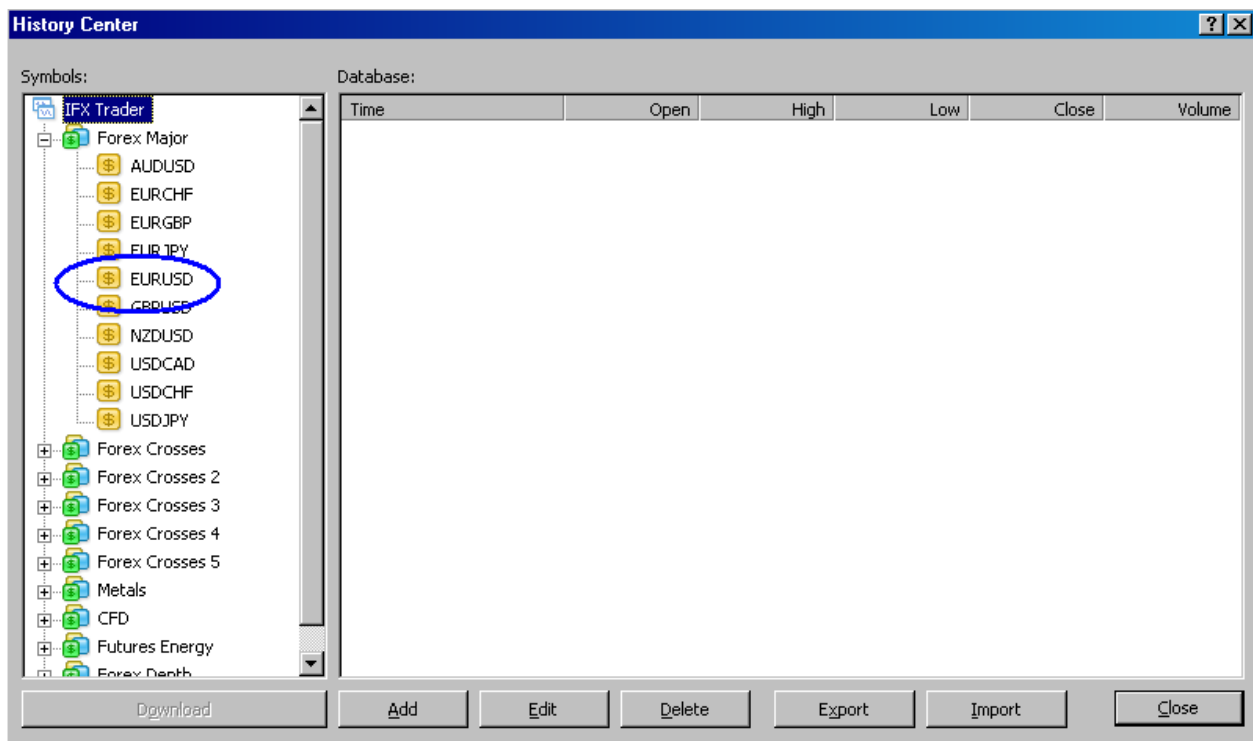 History Center
Symbols:
Database:
IFX Trader
Forex Major
AUDUSD
EURCHF
EURGBP
EURJPY
EURUSD
GBPUSD
NZDUSD
USDCAD
USDCHF
USDJPY
Forex Crosses
Forex Crosses 2
Forex Crosses 3
Forex Crosses 4
Forex Crosses 5
Metals
CFD
Futures Energy
Forex Depth
Time Open High Low Close Volume
Download Add Edit Delete Export Import Close